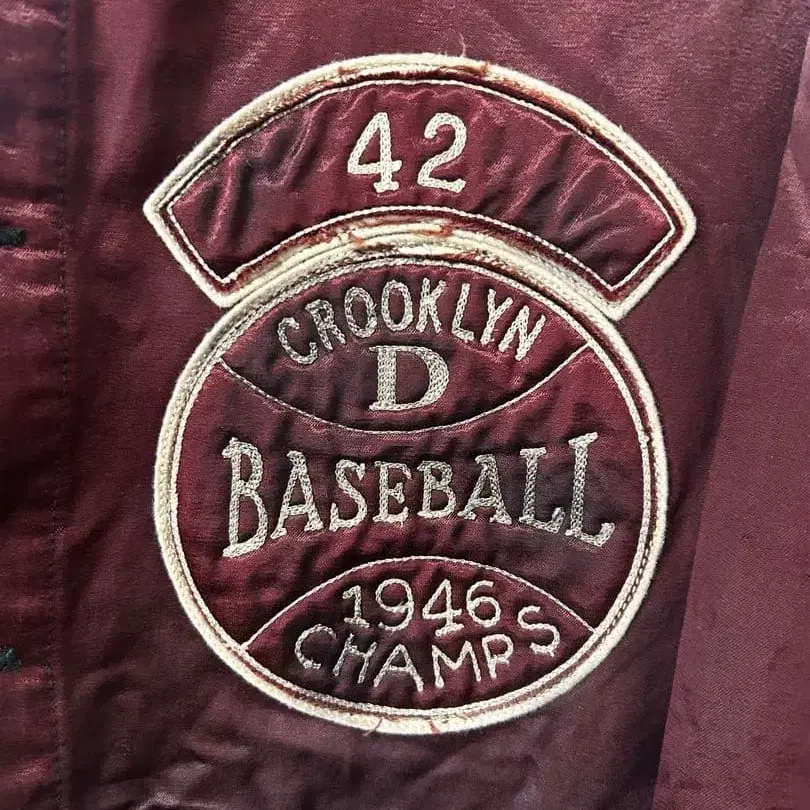 42
CROOKLYN
D
BASEBALL
1946
CHAMPS